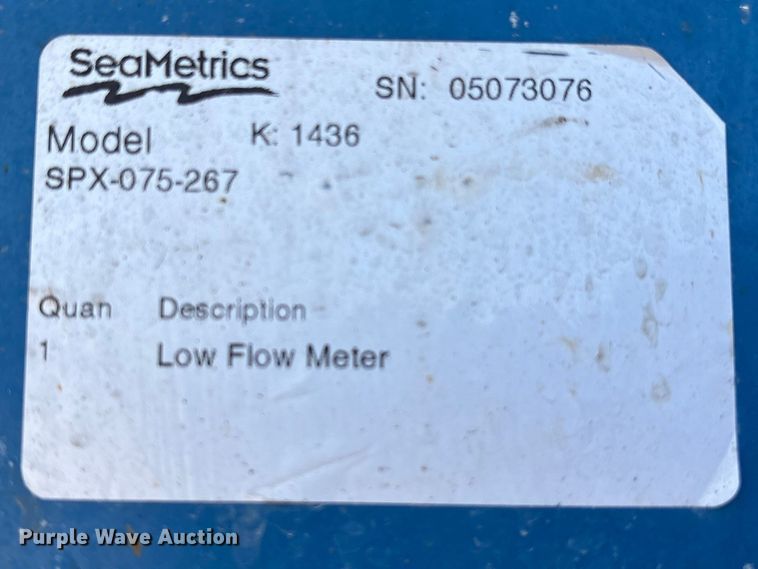 SeaMetrics
SN: 05073076
Model K: 1436
SPX-075-267
Quan Description
1 Low Flow Meter
Purple Wave Auction